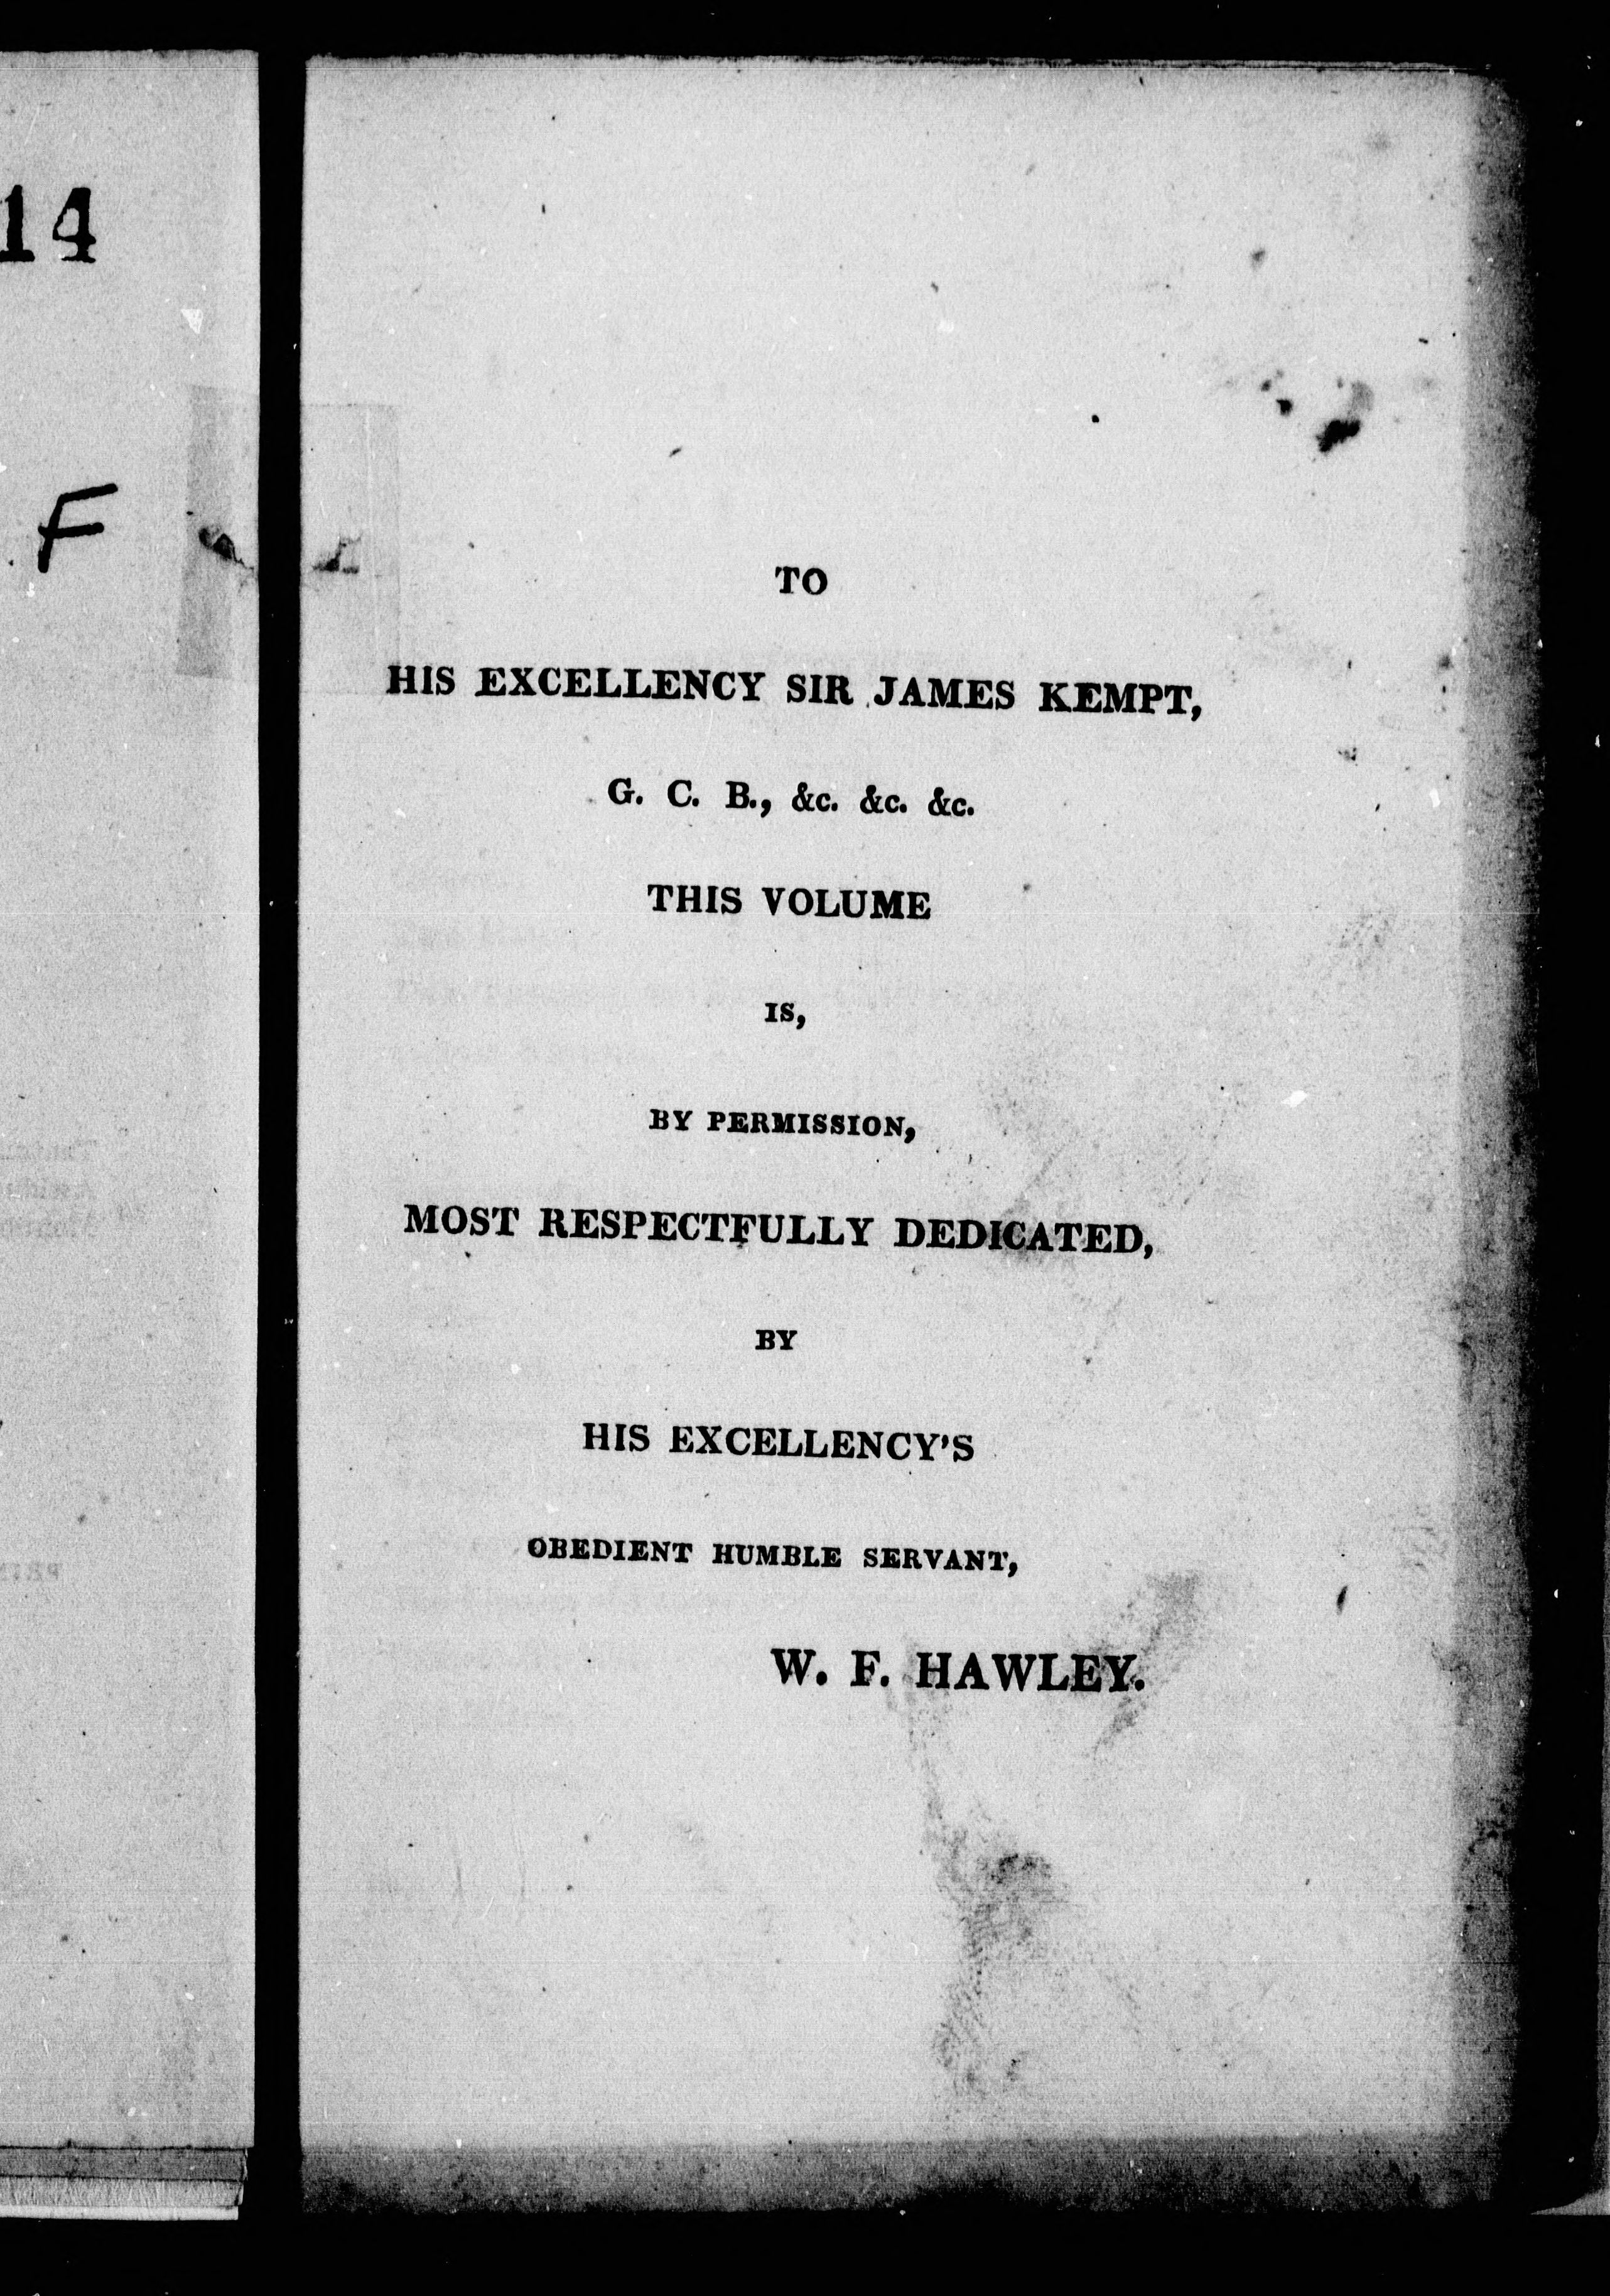 14
F
TO
HIS EXCELLENCY SIR JAMES KEMPT,
G. C. B., &c. &c. &c.
THIS VOLUME
IS,
BY PERMISSION,
MOST RESPECTFULLY DEDICATED,
BY
HIS EXCELLENCY'S
OBEDIENT HUMBLE SERVANT,
W. F. HAWLEY.